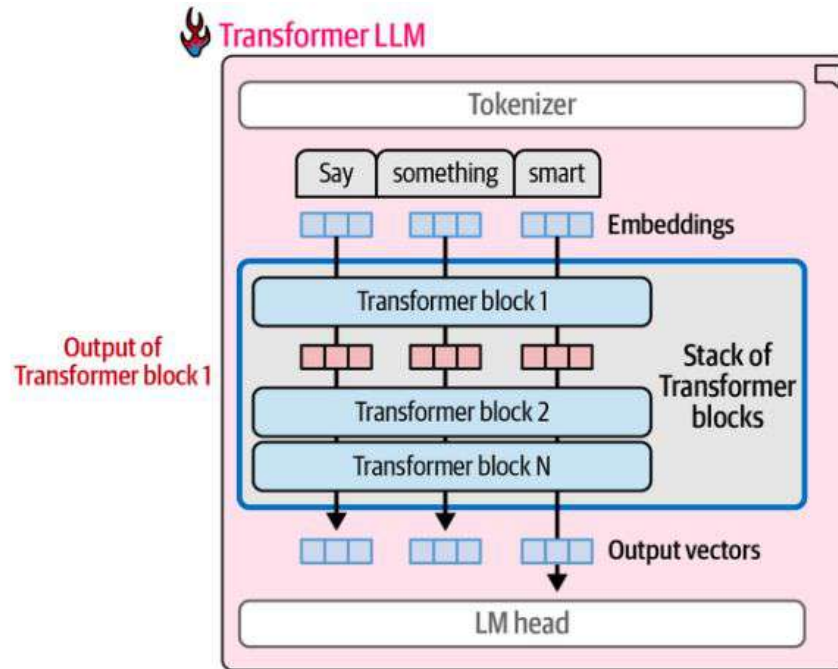 Transformer LLM
Tokenizer
Say something smart
Embeddings
Transformer block 1
Output of
Transformer block 1
Stack of
Transformer
blocks
Transformer block 2
Transformer block N
Output vectors
LM head